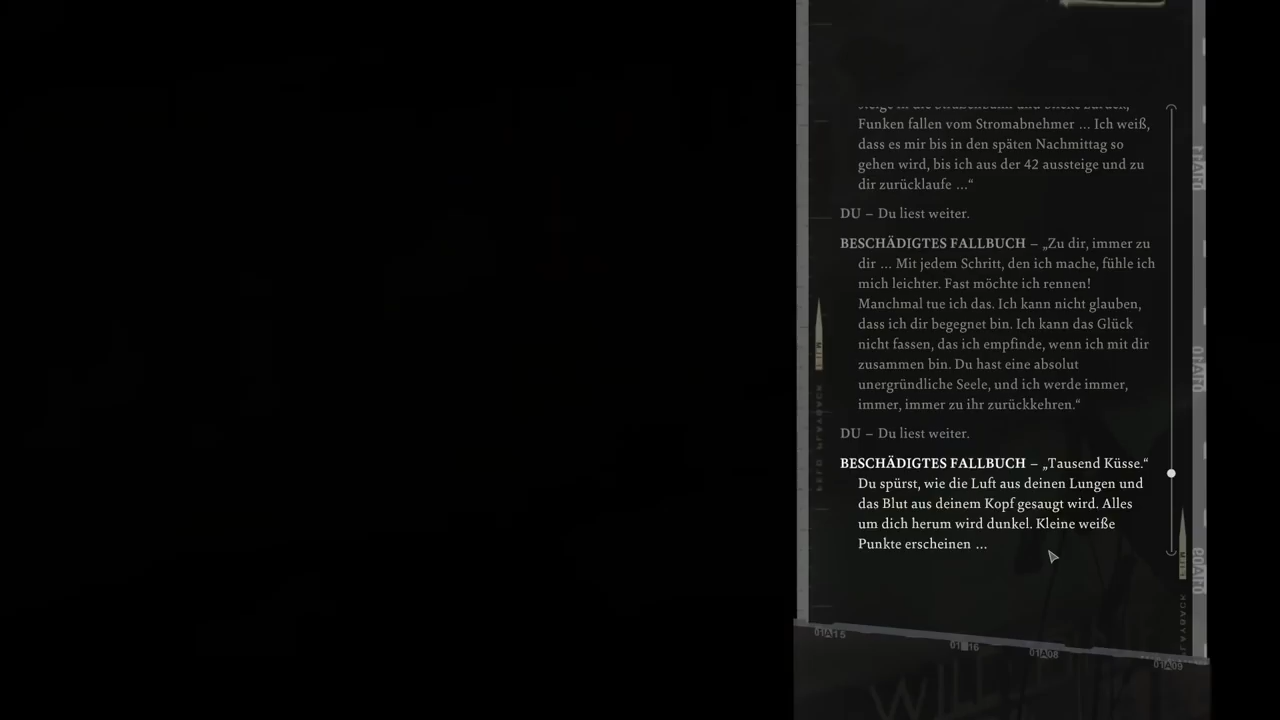 Funken fallen vom Stromabnehmer ... Ich weiß,
dass es mir bis in den späten Nachmittag so
gehen wird, bis ich aus der 42 aussteige und zu
dir zurücklaufe ...“
DU – Du liest weiter.
BESCHÄDIGTES FALLBUCH – „Zu dir, immer zu
dir ... Mit jedem Schritt, den ich mache, fühle ich
mich leichter. Fast möchte ich rennen!
Manchmal tue ich das. Ich kann nicht glauben,
dass ich dir begegnet bin. Ich kann das Glück
nicht fassen, das ich empfinde, wenn ich mit dir
zusammen bin. Du hast eine absolut
unergründliche Seele, und ich werde immer,
immer, immer zu ihr zurückkehren.“
DU – Du liest weiter.
BESCHÄDIGTES FALLBUCH – „Tausend Küsse.“
Du spürst, wie die Luft aus deinen Lungen und
das Blut aus deinem Kopf gesaugt wird. Alles
um dich herum wird dunkel. Kleine weiße
Punkte erscheinen ...
01A15
01A08
01A09